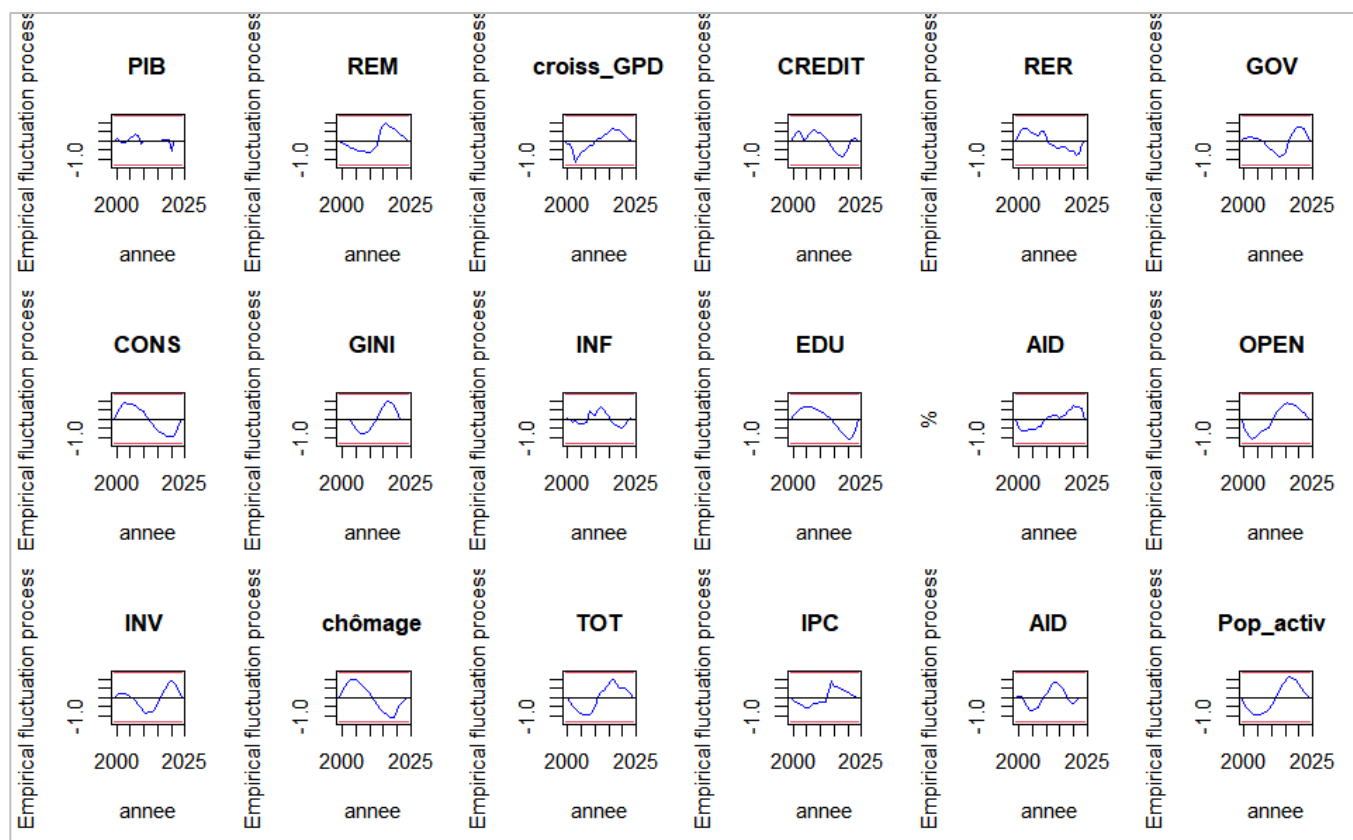 Empirical fluctuation process
PIB
-1.0
2000 2025
annee
Empirical fluctuation process
REM
-1.0
2000 2025
annee
Empirical fluctuation process
croiss_GPD
-1.0
2000 2025
annee
Empirical fluctuation process
CREDIT
-1.0
2000 2025
annee
Empirical fluctuation process
RER
-1.0
2000 2025
annee
Empirical fluctuation process
GOV
-1.0
2000 2025
annee
Empirical fluctuation process
CONS
-1.0
2000 2025
annee
Empirical fluctuation process
GINI
-1.0
2000 2025
annee
Empirical fluctuation process
INF
-1.0
2000 2025
annee
Empirical fluctuation process
EDU
-1.0
2000 2025
annee
%
AID
-1.0
2000 2025
annee
Empirical fluctuation process
OPEN
-1.0
2000 2025
annee
Empirical fluctuation process
INV
-1.0
2000 2025
annee
Empirical fluctuation process
chômage
-1.0
2000 2025
annee
Empirical fluctuation process
TOT
-1.0
2000 2025
annee
Empirical fluctuation process
IPC
-1.0
2000 2025
annee
Empirical fluctuation process
AID
-1.0
2000 2025
annee
Empirical fluctuation process
Pop_activ
-1.0
2000 2025
annee